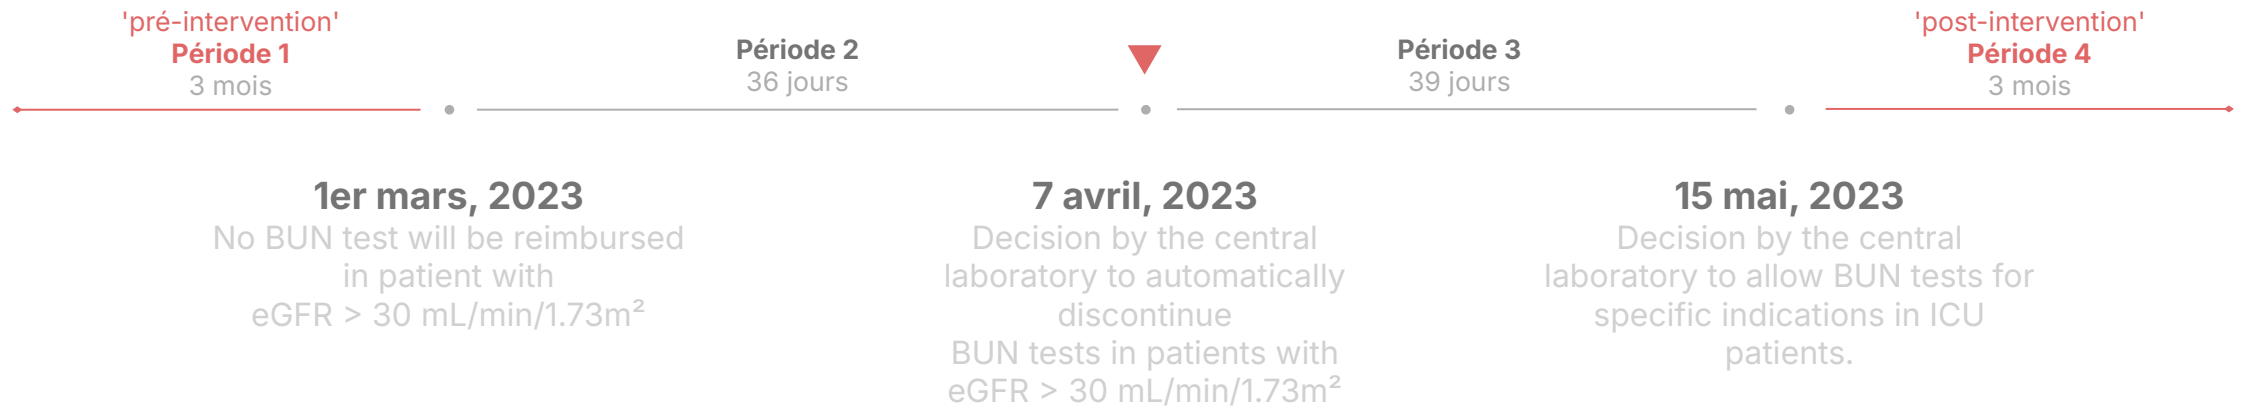 'pré-intervention'
Période 1
3 mois
Période 2
36 jours
Période 3
39 jours
'post-intervention'
Période 4
3 mois
1er mars, 2023
No BUN test will be reimbursed
in patient with
eGFR > 30 mL/min/1.73m²
7 avril, 2023
Decision by the central
laboratory to automatically
discontinue
BUN tests in patients with
eGFR > 30 mL/min/1.73m²
15 mai, 2023
Decision by the central
laboratory to allow BUN tests for
specific indications in ICU
patients.